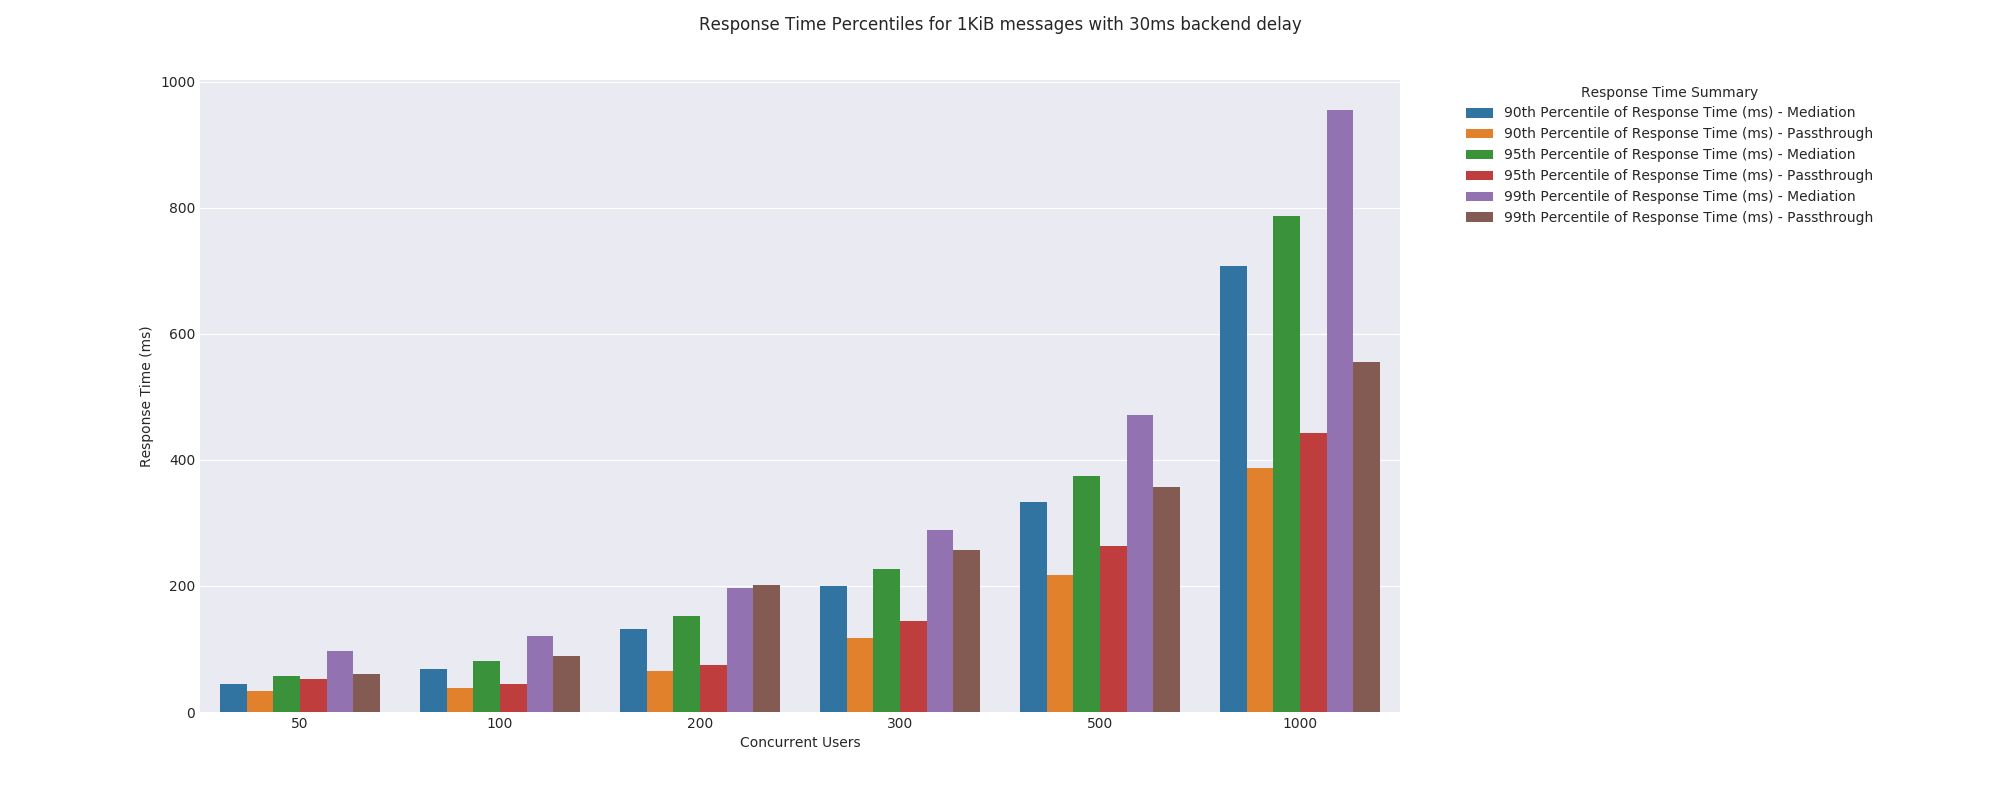 Response Time Percentiles for 1KiB messages with 30ms backend delay
1000
800
600
400
200
0
Response Time (ms)
50 100 200 300 500 1000
Concurrent Users
Response Time Summary
90th Percentile of Response Time (ms) - Mediation
90th Percentile of Response Time (ms) - Passthrough
95th Percentile of Response Time (ms) - Mediation
95th Percentile of Response Time (ms) - Passthrough
99th Percentile of Response Time (ms) - Mediation
99th Percentile of Response Time (ms) - Passthrough